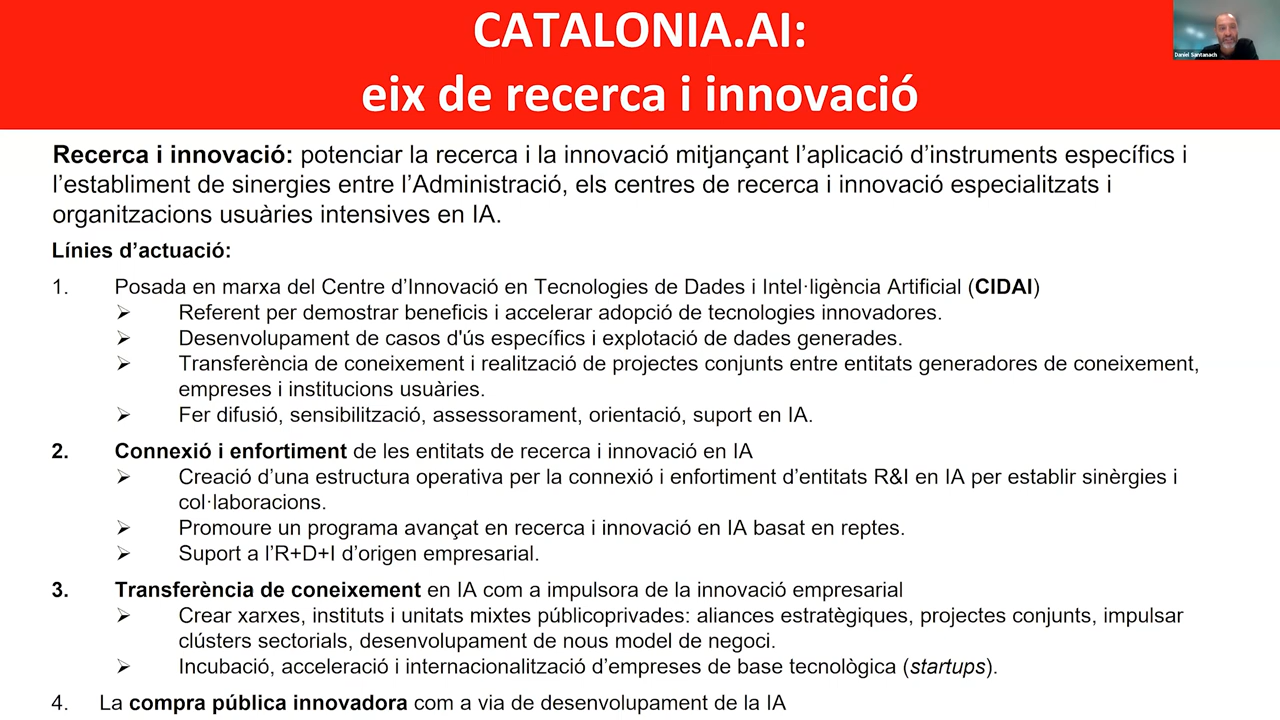 CATALONIA.AI:
eix de recerca i innovació
Daniel Santanach
Recerca i innovació: potenciar la recerca i la innovació mitjançant l’aplicació d’instruments específics i
l’establiment de sinergies entre l’Administració, els centres de recerca i innovació especialitzats i
organitzacions usuàries intensives en IA.
Línies d’actuació:
1. Posada en marxa del Centre d’Innovació en Tecnologies de Dades i Intel·ligència Artificial (CIDAI)
➢ Referent per demostrar beneficis i accelerar adopció de tecnologies innovadores.
➢ Desenvolupament de casos d'ús específics i explotació de dades generades.
➢ Transferència de coneixement i realització de projectes conjunts entre entitats generadores de coneixement,
empreses i institucions usuàries.
➢ Fer difusió, sensibilització, assessorament, orientació, suport en IA.
2. Connexió i enfortiment de les entitats de recerca i innovació en IA
➢ Creació d’una estructura operativa per la connexió i enfortiment d’entitats R&I en IA per establir sinèrgies i
col·laboracions.
➢ Promoure un programa avançat en recerca i innovació en IA basat en reptes.
➢ Suport a l’R+D+I d’origen empresarial.
3. Transferència de coneixement en IA com a impulsora de la innovació empresarial
➢ Crear xarxes, instituts i unitats mixtes públicoprivades: aliances estratègiques, projectes conjunts, impulsar
clústers sectorials, desenvolupament de nous model de negoci.
➢ Incubació, acceleració i internacionalització d’empreses de base tecnològica (startups).
4. La compra pública innovadora com a via de desenvolupament de la IA